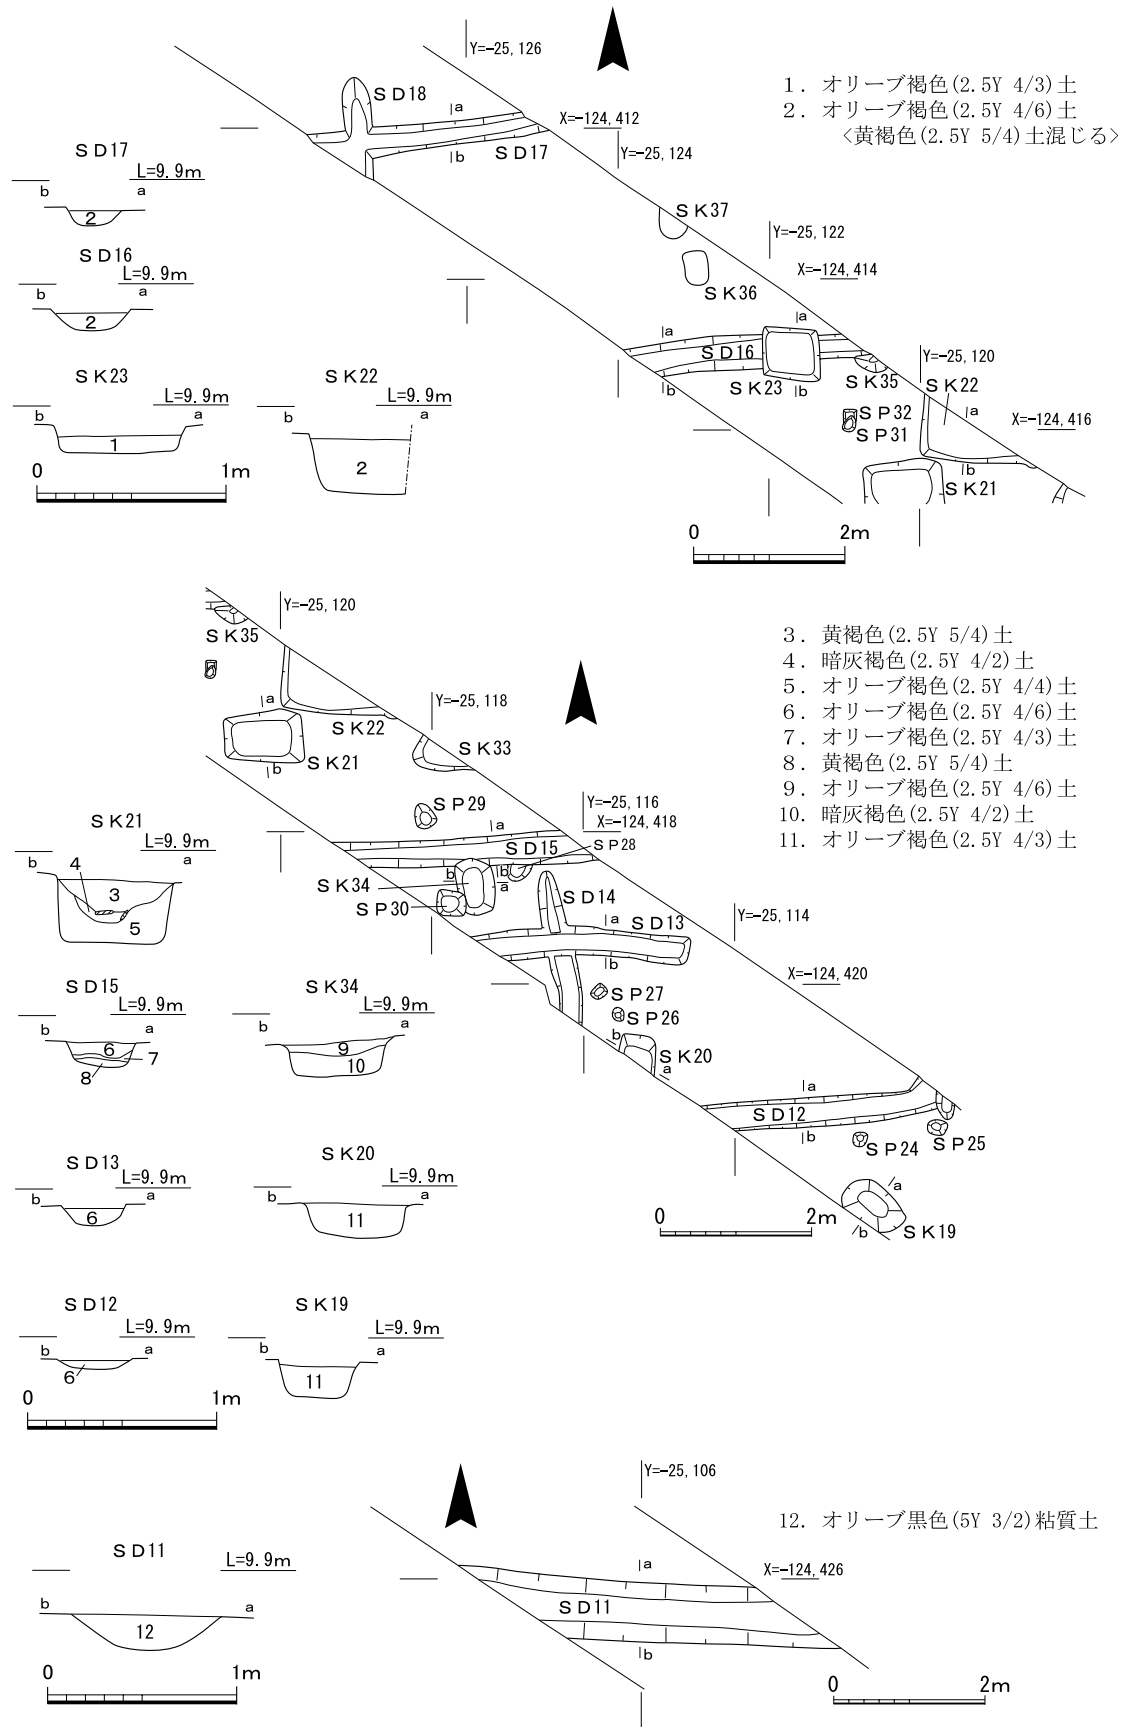 Y=-25,126
1. オリーブ褐色(2.5Y 4/3)土
2. オリーブ褐色(2.5Y 4/6)土
<黄褐色(2.5Y 5/4)土混じる>
SD18
a
X=-124,412
SD17
b
Y=-25,124
SD17
L=9.9m
b
a
2
SK37
Y=-25,122
X=-124,414
SK36
SD16
L=9.9m
b
a
2
a
a
SD16
SK23
b
b
SK35
Y=-25,120
SK22
a
SP32
SP31
X=-124,416
b
SK21
SK23
L=9.9m
b
a
1
SK22
L=9.9m
b
a
2
0
1m
0
2m
Y=-25,120
SK35
3. 黄褐色(2.5Y 5/4)土
4. 暗灰褐色(2.5Y 4/2)土
5. オリーブ褐色(2.5Y 4/4)土
6. オリーブ褐色(2.5Y 4/6)土
7. オリーブ褐色(2.5Y 4/3)土
8. 黄褐色(2.5Y 5/4)土
9. オリーブ褐色(2.5Y 4/6)土
10. 暗灰褐色(2.5Y 4/2)土
11. オリーブ褐色(2.5Y 4/3)土
a
Y=-25,118
SK22
SK33
SK21
b
SP29
Y=-25,116
X=-124,418
a
SD15
SP28
b
b
a
SK34
SP30
SD14
a
SD13
b
Y=-25,114
X=-124,420
SP27
SP26
b
SK20
a
a
SD12
b
SP24
SP25
a
b
SK19
0
2m
SK21
L=9.9m
b
a
4
3
5
SD15
L=9.9m
b
a
6
7
8
SK34
L=9.9m
b
a
9
10
SD13
L=9.9m
b
a
6
SK20
L=9.9m
b
a
11
SD12
L=9.9m
b
a
6
SK19
L=9.9m
b
a
11
0
1m
Y=-25,106
12. オリーブ黒色(5Y 3/2)粘質土
SD11
L=9.9m
b
a
12
0
1m
a
X=-124,426
SD11
b
0
2m